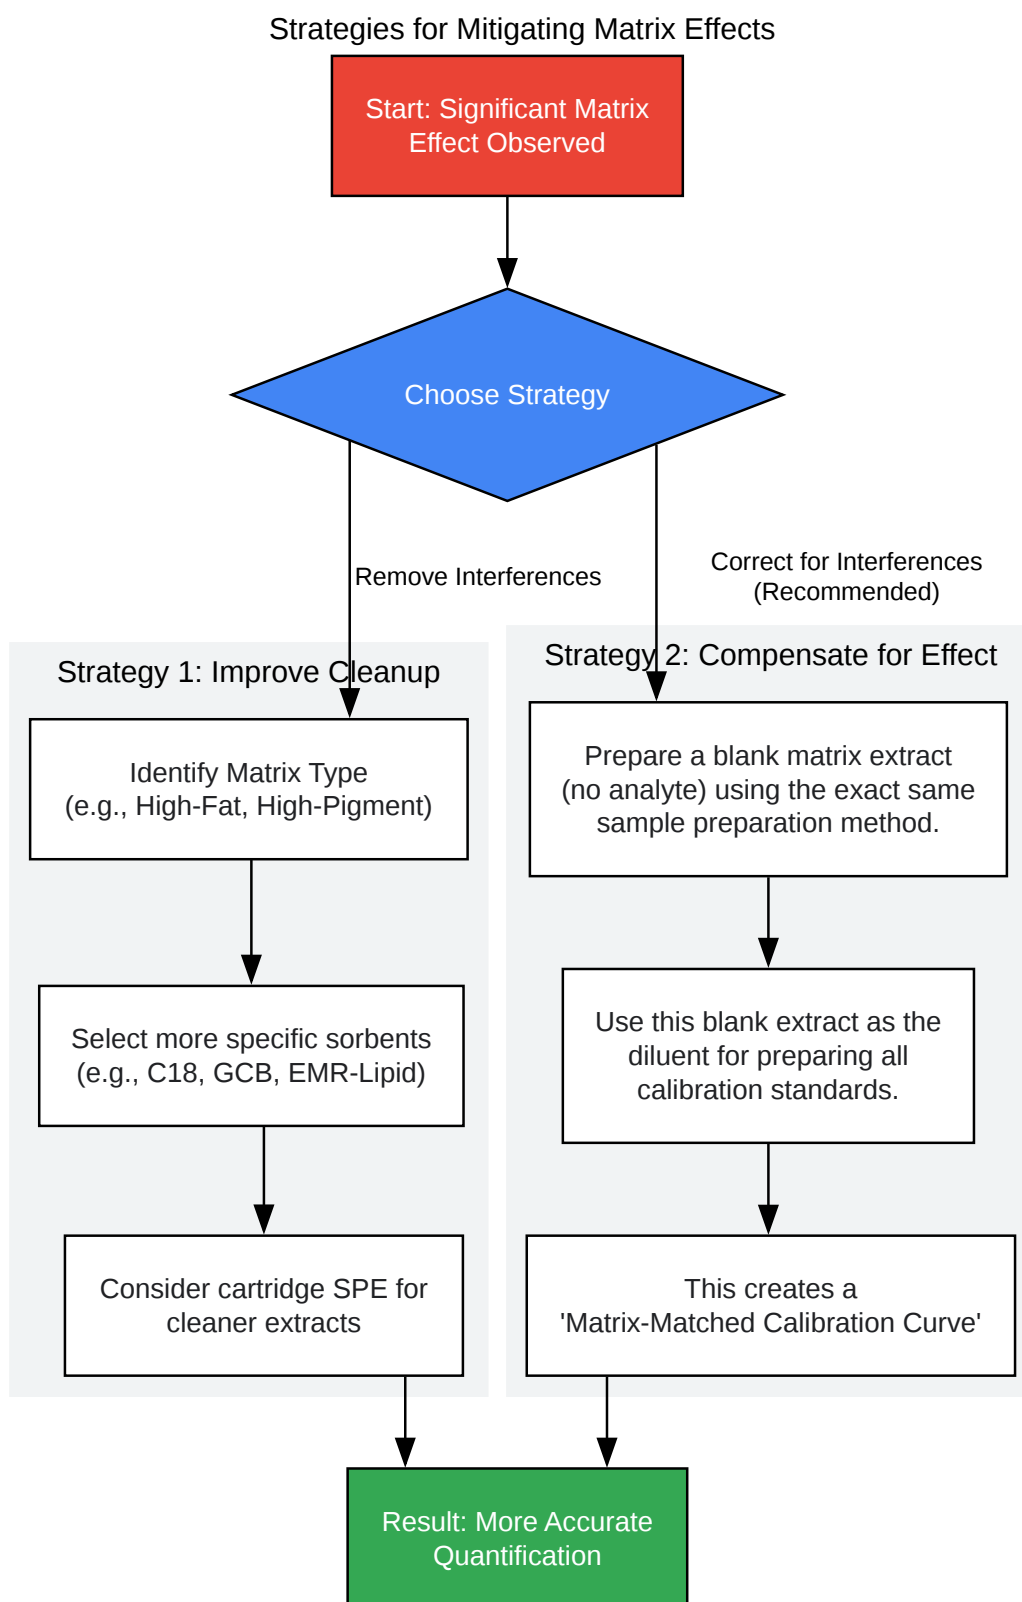 Strategies for Mitigating Matrix Effects
Start: Significant Matrix
Effect Observed
Choose Strategy
Remove Interferences
Correct for Interferences
(Recommended)
Strategy 1: Improve Cleanup
Identify Matrix Type
(e.g., High-Fat, High-Pigment)
Select more specific sorbents
(e.g., C18, GCB, EMR-Lipid)
Consider cartridge SPE for
cleaner extracts
Strategy 2: Compensate for Effect
Prepare a blank matrix extract
(no analyte) using the exact same
sample preparation method.
Use this blank extract as the
diluent for preparing all
calibration standards.
This creates a
'Matrix-Matched Calibration Curve'
Result: More Accurate
Quantification